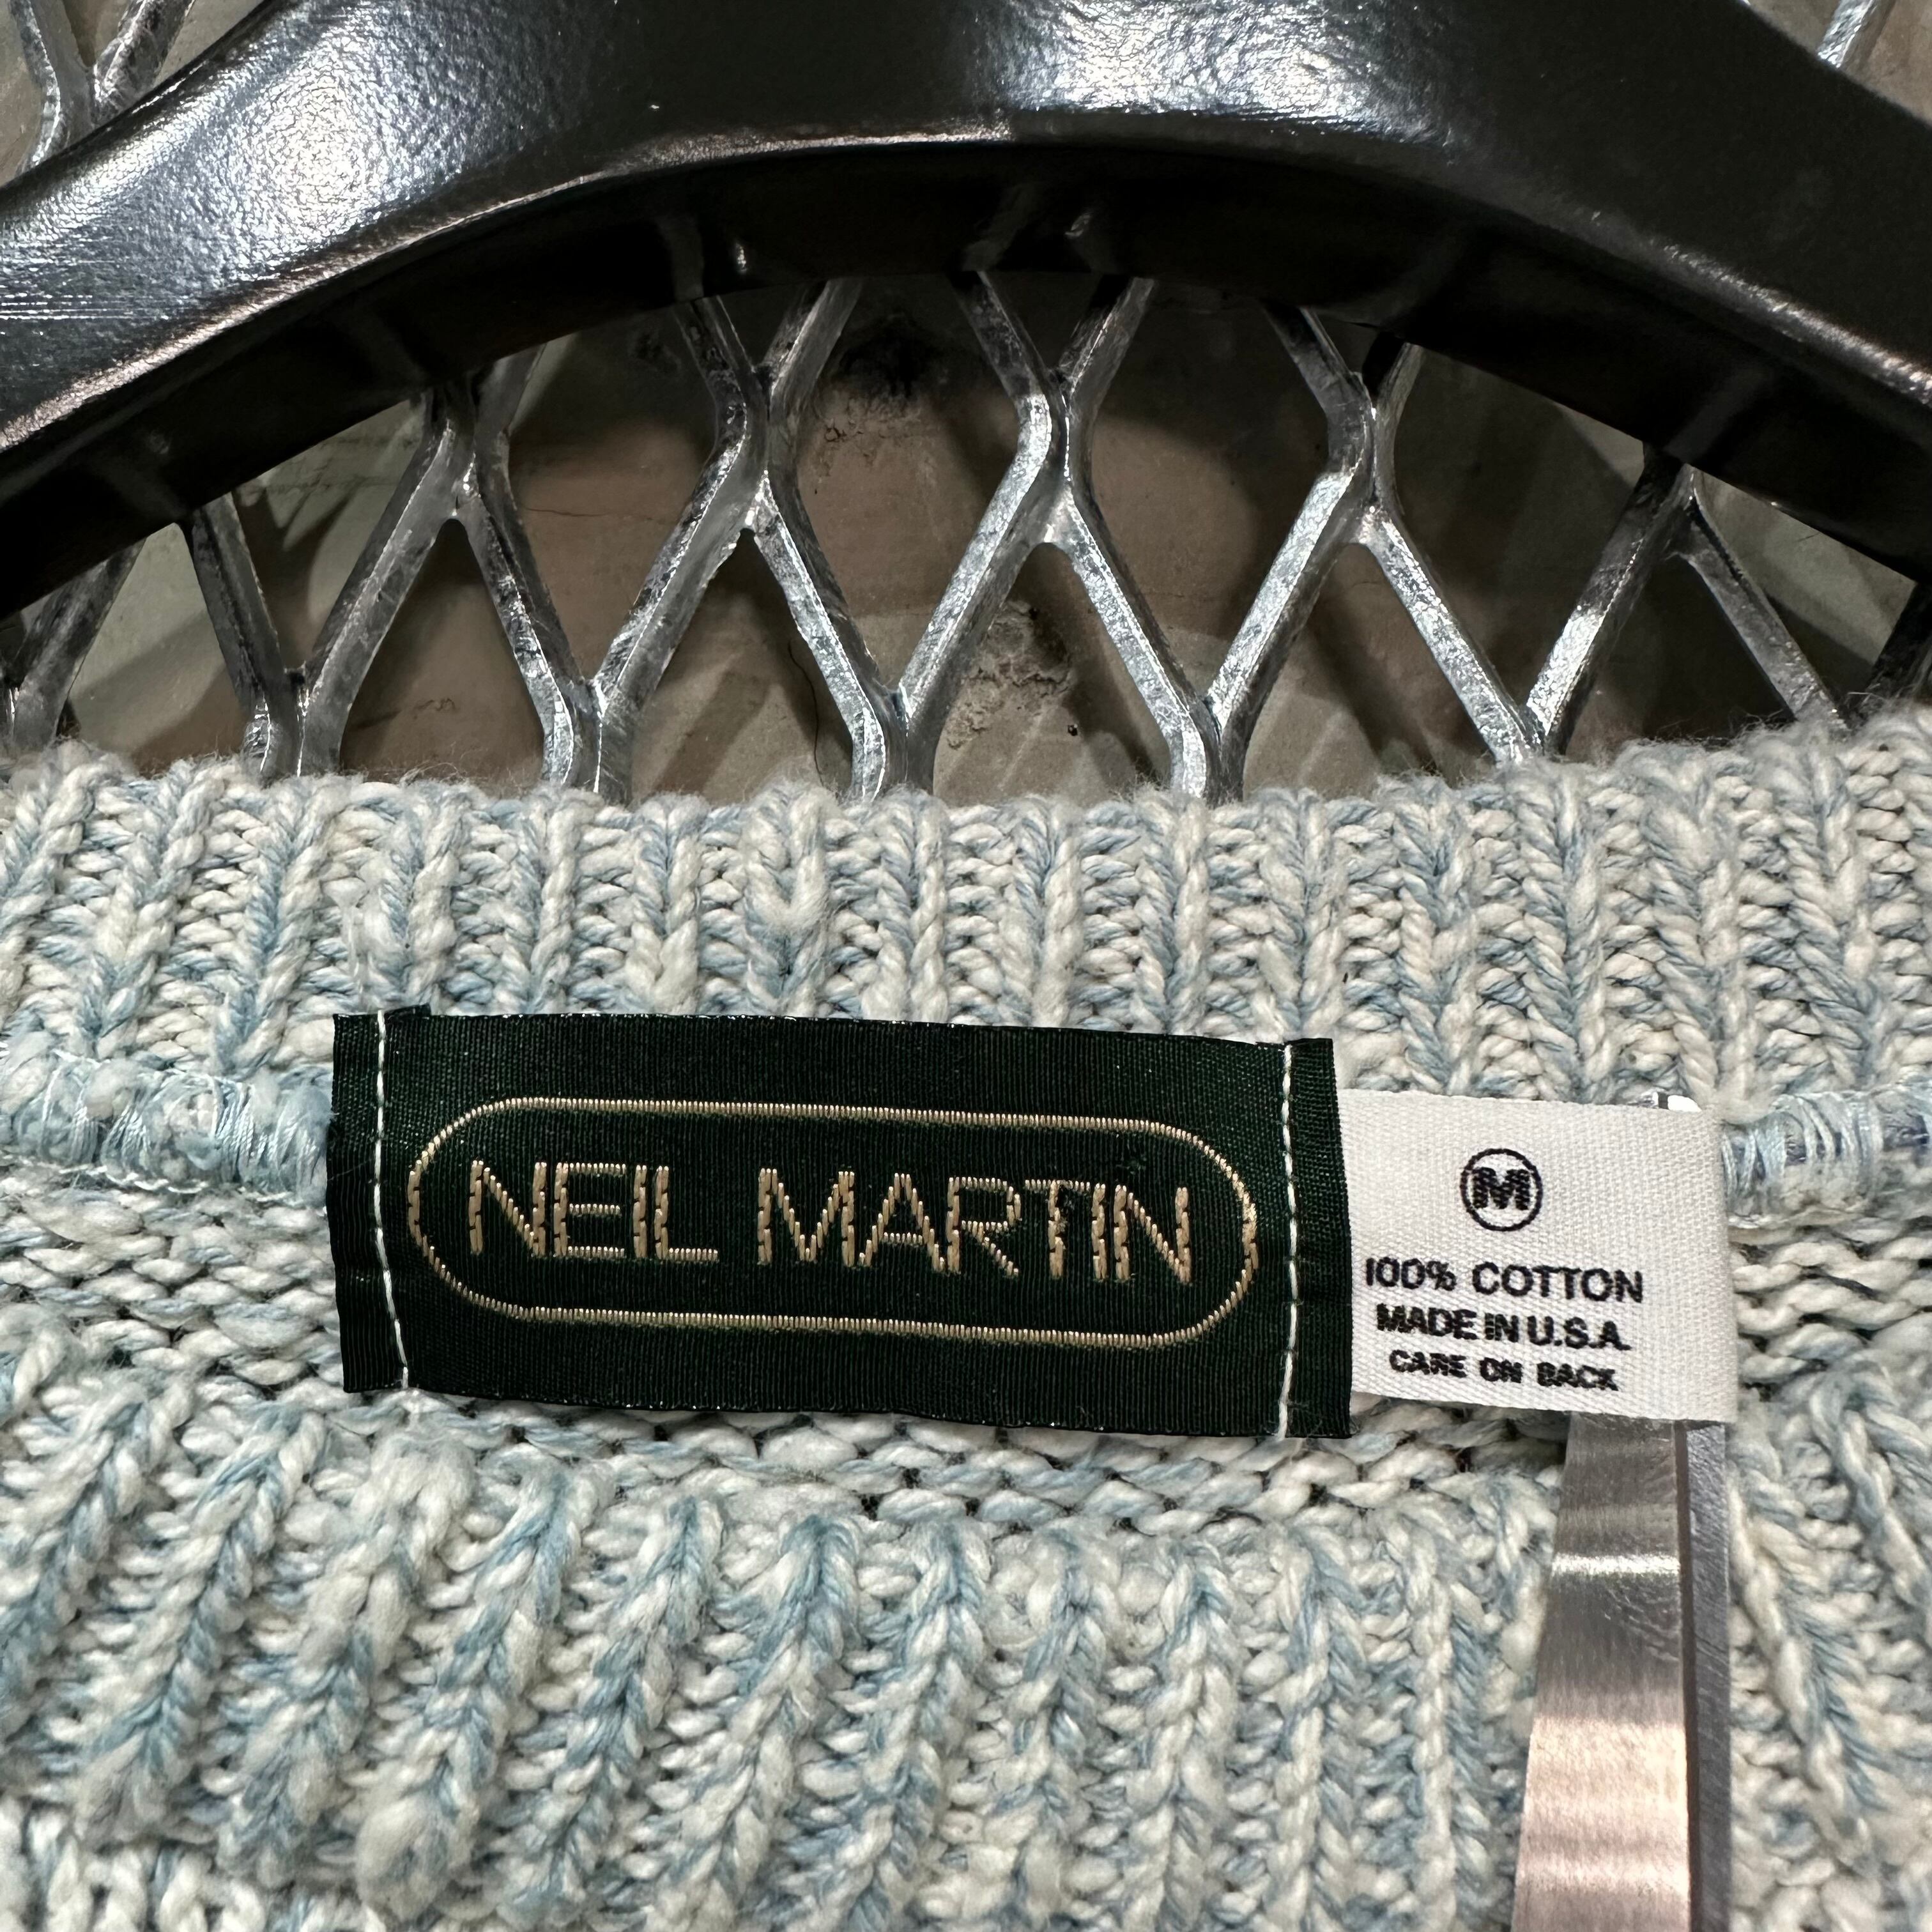 NEIL MARTIN
M
100% COTTON
MADE IN U.S.A.
CARE ON BACK